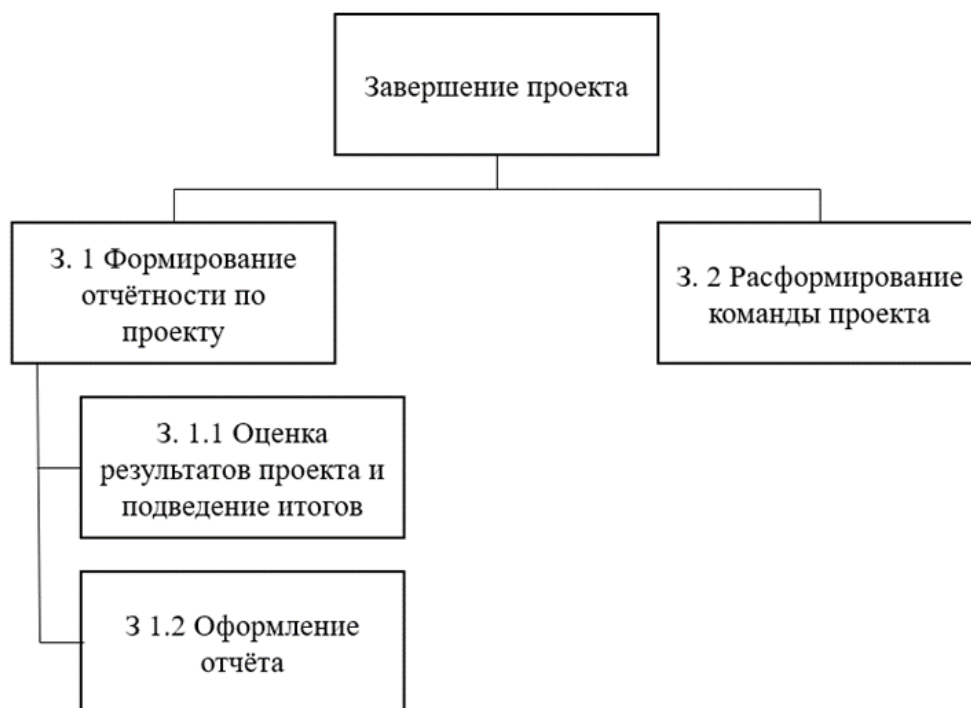 Завершение проекта
З. 1 Формирование
отчётности по
проекту
З. 2 Расформирование
команды проекта
З. 1.1 Оценка
результатов проекта и
подведение итогов
З 1.2 Оформление
отчёта